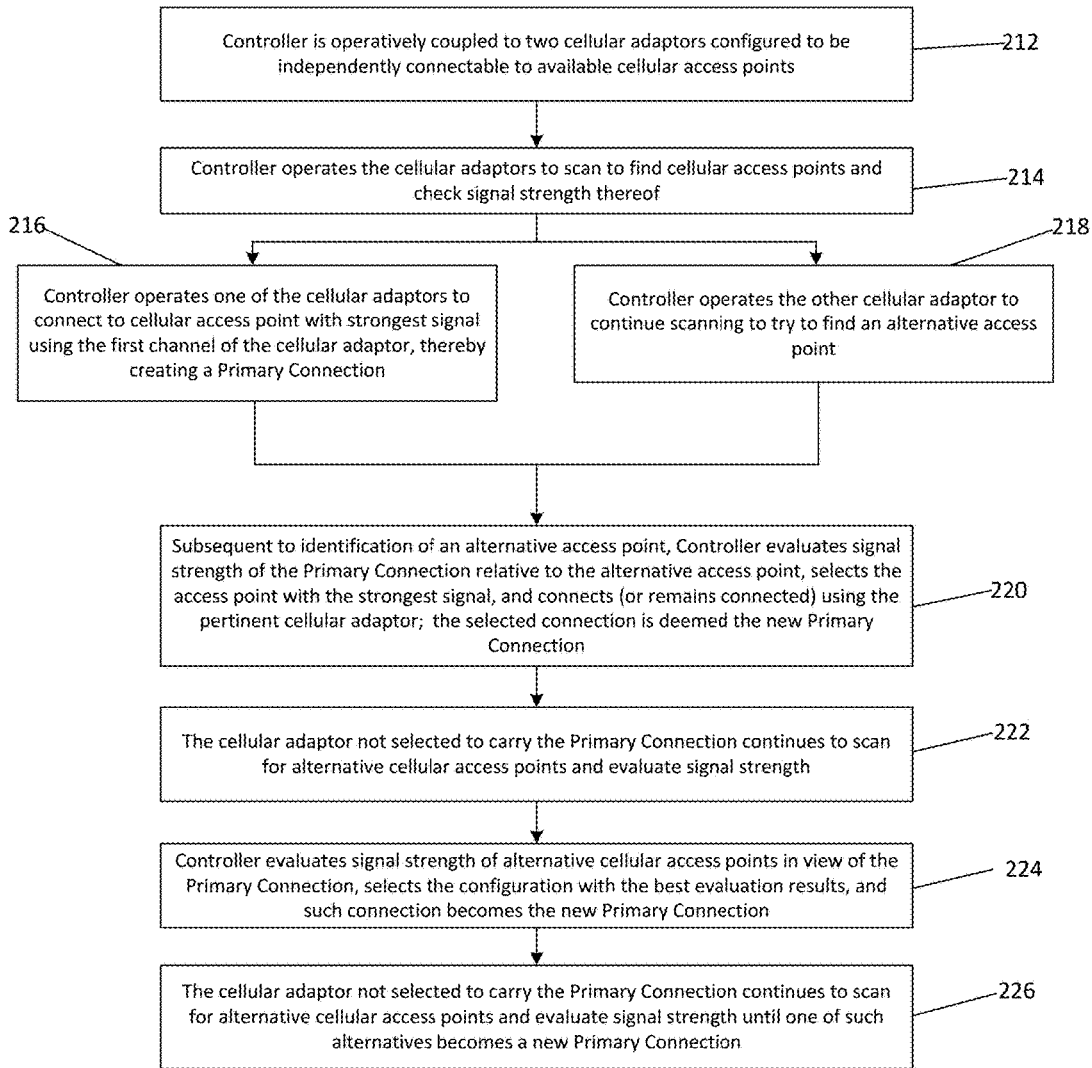 Controller is operatively coupled to two cellular adaptors configured to be
independently connectable to available cellular access points
212
Controller operates the cellular adaptors to scan to find cellular access points and
check signal strength thereof
214
216
218
Controller operates one of the cellular adaptors to
connect to cellular access point with strongest signal
using the first channel of the cellular adaptor, thereby
creating a Primary Connection
Controller operates the other cellular adaptor to
continue scanning to try to find an alternative access
point
Subsequent to identification of an alternative access point, Controller evaluates signal
strength of the Primary Connection relative to the alternative access point, selects the
access point with the strongest signal, and connects (or remains connected) using the
pertinent cellular adaptor; the selected connection is deemed the new Primary
Connection
220
The cellular adaptor not selected to carry the Primary Connection continues to scan
for alternative cellular access points and evaluate signal strength
222
Controller evaluates signal strength of alternative cellular access points in view of the
Primary Connection, selects the configuration with the best evaluation results, and
such connection becomes the new Primary Connection
224
The cellular adaptor not selected to carry the Primary Connection continues to scan
for alternative cellular access points and evaluate signal strength until one of such
alternatives becomes a new Primary Connection
226